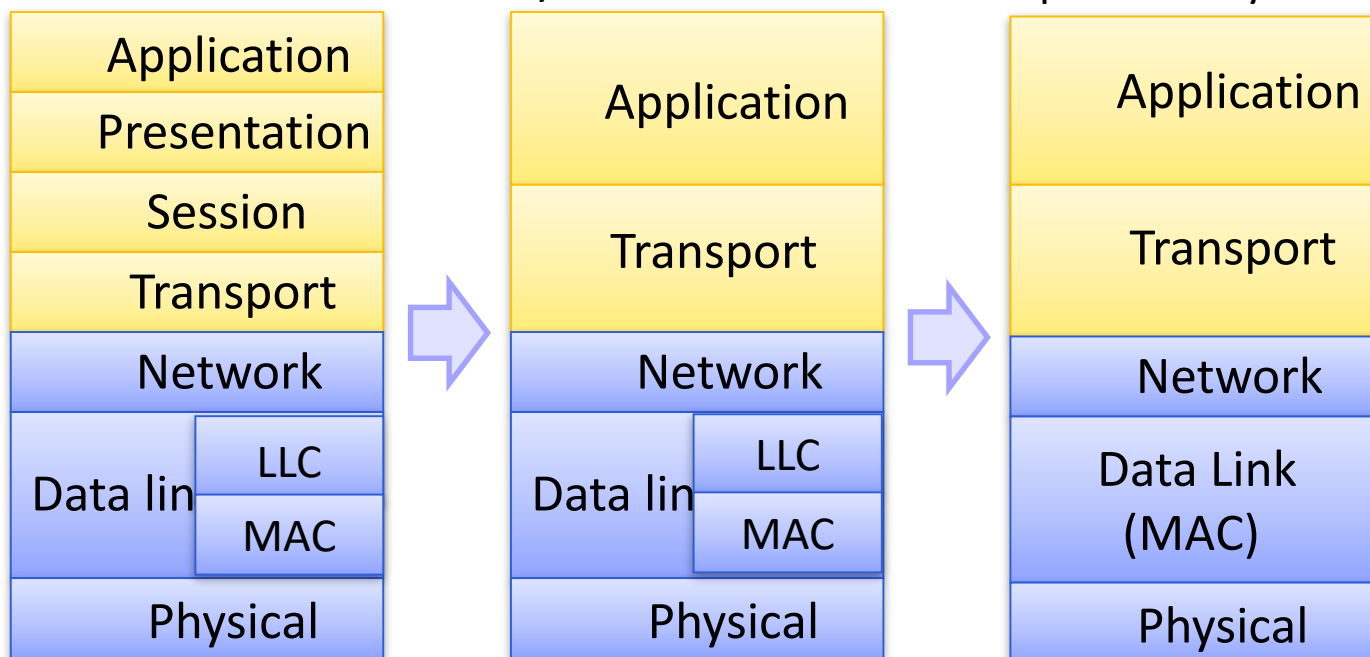 Application
Presentation
Session
Transport
Network
Data lin
LLC
MAC
Physical
Application
Transport
Network
Data lin
LLC
MAC
Physical
Application
Transport
Network
Data Link
(MAC)
Physical